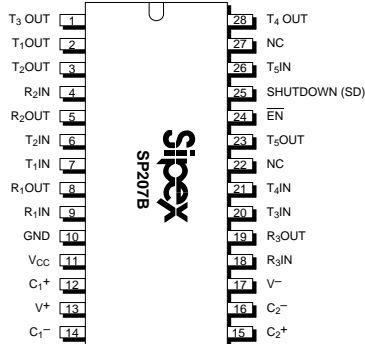 T₃ OUT 1 28 T₄ OUT
T₁OUT 2 27 NC
T₂OUT 3 26 T₅IN
R₂IN 4 25 SHUTDOWN (SD)
R₂OUT 5 24 E̅N̅
T₂IN 6 23 T₅OUT
T₁IN 7 22 NC
R₁OUT 8 21 T₄IN
R₁IN 9 20 T₃IN
GND 10 19 R₃OUT
V_CC 11 18 R₃IN
C₁+ 12 17 V–
V+ 13 16 C₂–
C₁– 14 15 C₂+
Sipex
SP207B